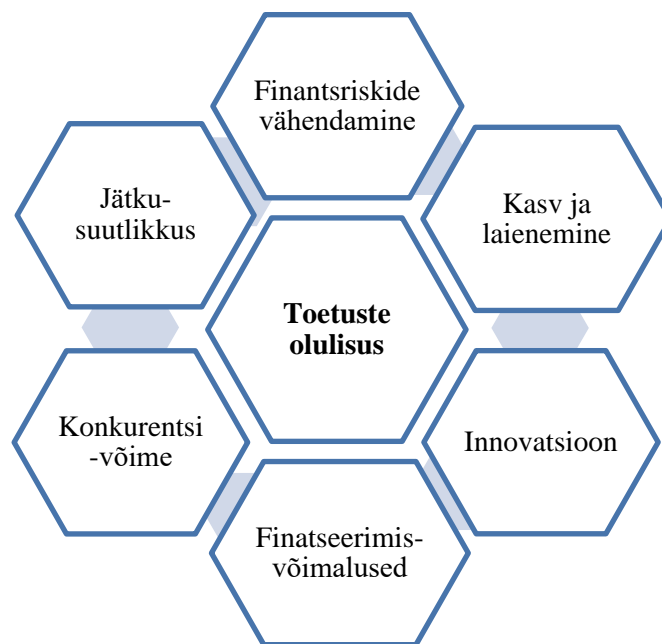 Finantsriskide
vähendamine
Kasv ja
laienemine
Innovatsioon
Finatseerimis-
võimalused
Konkurentsi
-võime
Jätku-
suutlikkus
Toetuste
olulisus